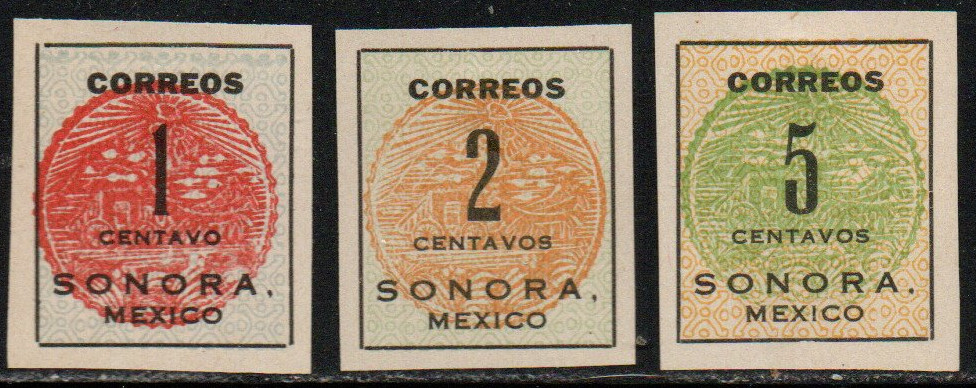 CORREOS
1
CENTAVO
SONORA,
MEXICO
CORREOS
2
CENTAVOS
SONORA,
MEXICO
CORREOS
5
CENTAVOS
SONORA.
MEXICO